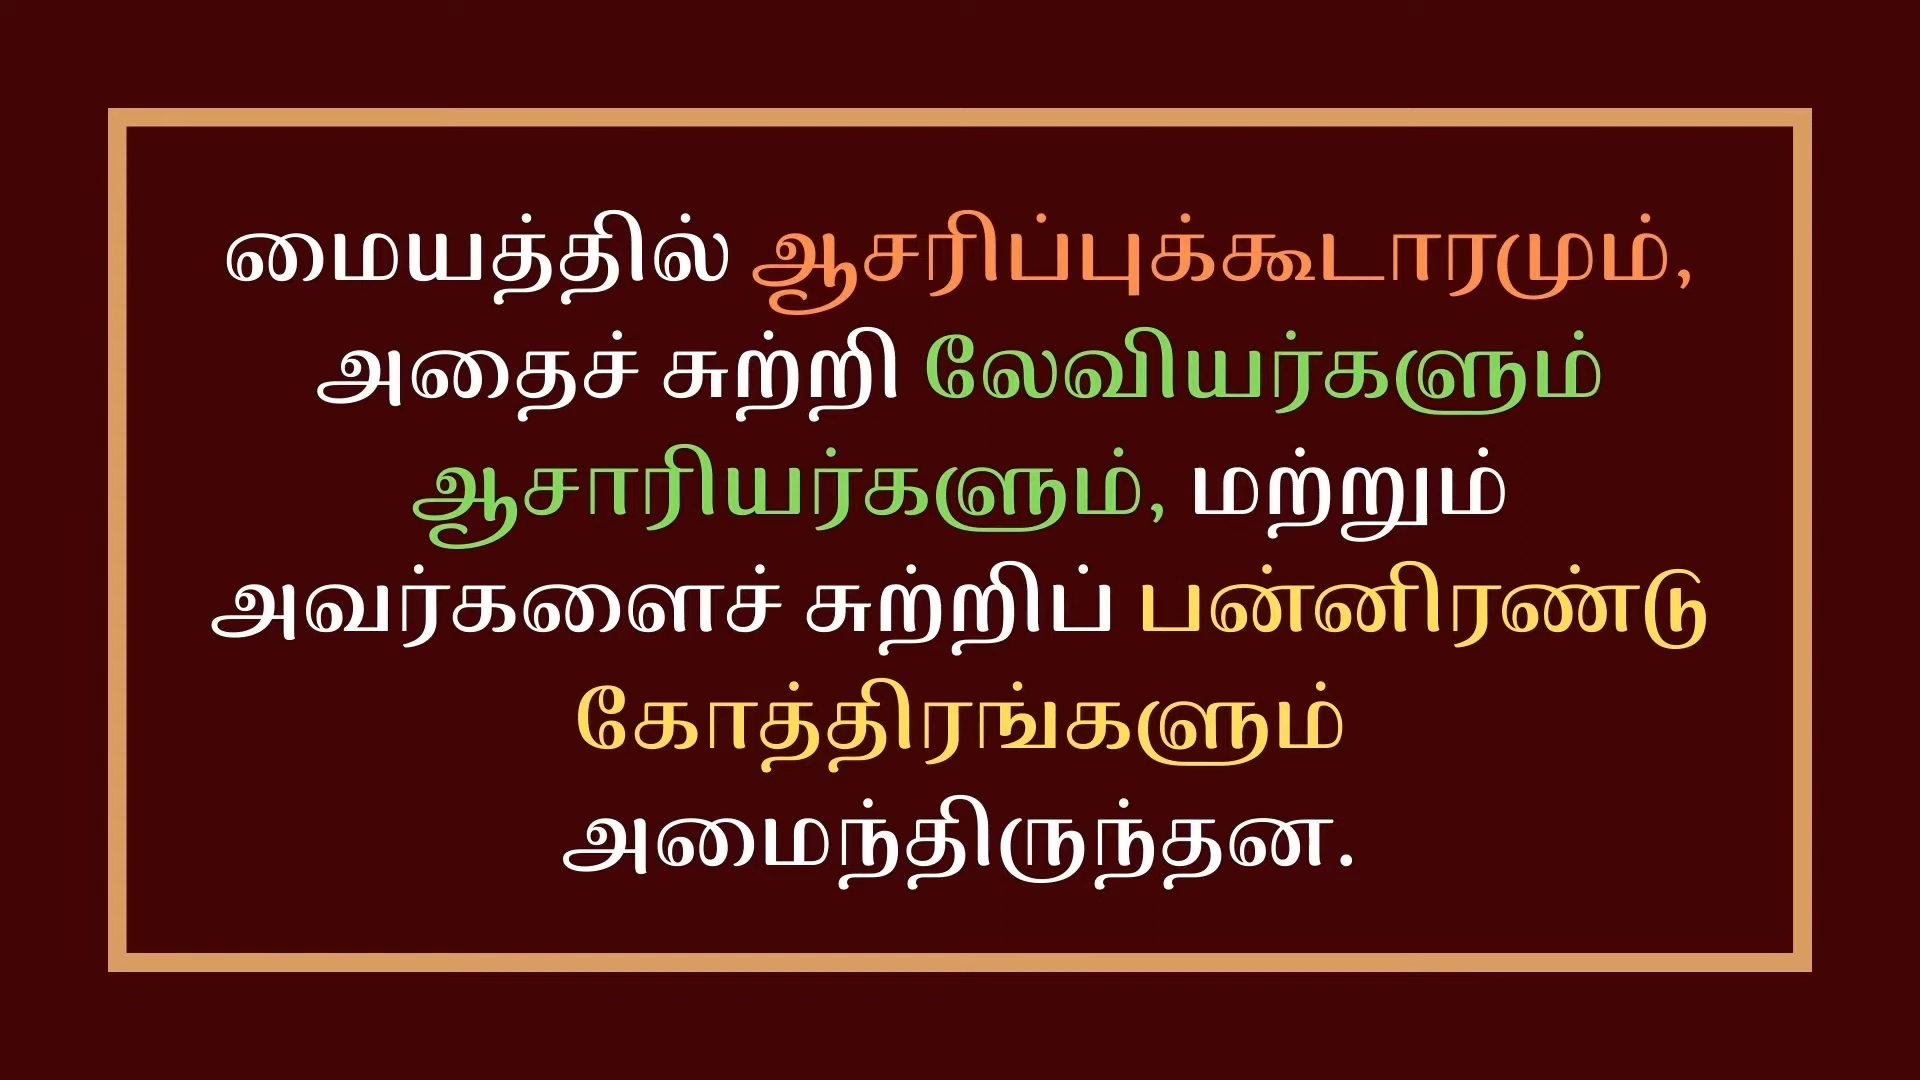 மையத்தில் ஆசரிப்புக்கூடாரமும்,
அதைச் சுற்றி லேவியர்களும்
ஆசாரியர்களும், மற்றும்
அவர்களைச் சுற்றிப் பன்னிரண்டு
கோத்திரங்களும்
அமைந்திருந்தன.